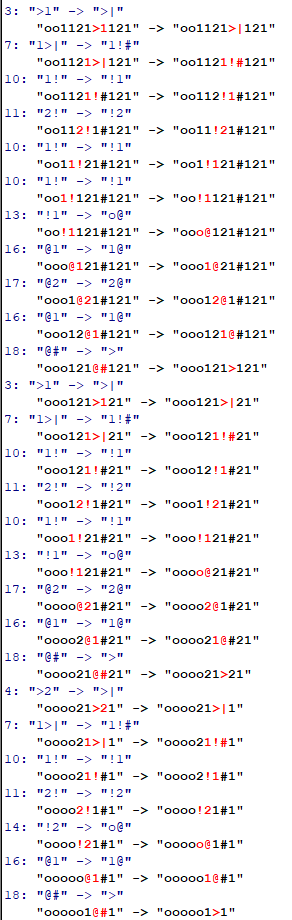 3: ">1" -> ">|"
"oo1121>1121" -> "oo1121>|121"
7: "1>|" -> "1!#"
"oo1121>|121" -> "oo1121!#121"
10: "1!" -> "!1"
"oo1121!#121" -> "oo112!1#121"
11: "2!" -> "!2"
"oo112!1#121" -> "oo11!21#121"
10: "1!" -> "!1"
"oo11!21#121" -> "oo1!121#121"
10: "1!" -> "!1"
"oo1!121#121" -> "oo!1121#121"
13: "!1" -> "o@"
"oo!1121#121" -> "ooo@121#121"
16: "@1" -> "1@"
"ooo@121#121" -> "ooo1@21#121"
17: "@2" -> "2@"
"ooo1@21#121" -> "ooo12@1#121"
16: "@1" -> "1@"
"ooo12@1#121" -> "ooo121@#121"
18: "@#" -> ">"
"ooo121@#121" -> "ooo121>121"
3: ">1" -> ">|"
"ooo121>121" -> "ooo121>|21"
7: "1>|" -> "1!#"
"ooo121>|21" -> "ooo121!#21"
10: "1!" -> "!1"
"ooo121!#21" -> "ooo12!1#21"
11: "2!" -> "!2"
"ooo12!1#21" -> "ooo1!21#21"
10: "1!" -> "!1"
"ooo1!21#21" -> "ooo!121#21"
13: "!1" -> "o@"
"ooo!121#21" -> "oooo@21#21"
17: "@2" -> "2@"
"oooo@21#21" -> "oooo2@1#21"
16: "@1" -> "1@"
"oooo2@1#21" -> "oooo21@#21"
18: "@#" -> ">"
"oooo21@#21" -> "oooo21>21"
4: ">2" -> ">|"
"oooo21>21" -> "oooo21>|1"
7: "1>|" -> "1!#"
"oooo21>|1" -> "oooo21!#1"
10: "1!" -> "!1"
"oooo21!#1" -> "oooo2!1#1"
11: "2!" -> "!2"
"oooo2!1#1" -> "oooo!21#1"
14: "!2" -> "o@"
"oooo!21#1" -> "ooooo@1#1"
16: "@1" -> "1@"
"ooooo@1#1" -> "ooooo1@#1"
18: "@#" -> ">"
"ooooo1@#1" -> "ooooo1>1"